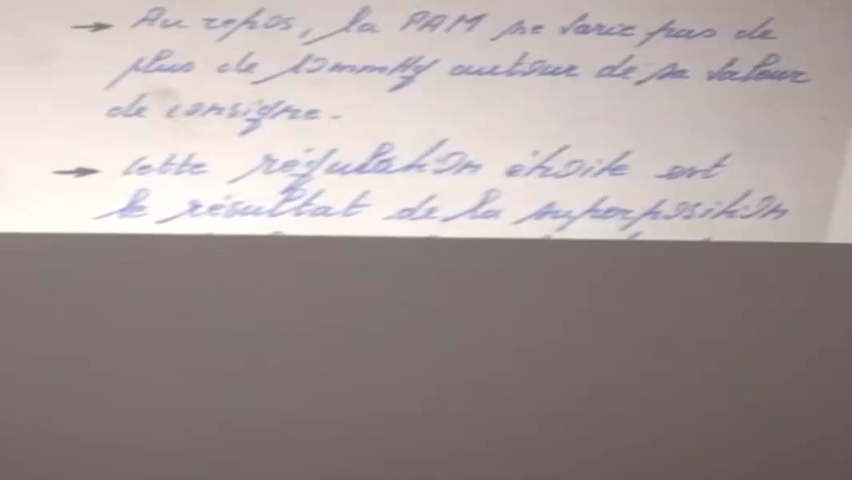 → Au repos, la PAM ne varie pas de
plus de 10mmHg autour de sa valeur
de consigne.
→ Cette régulation étroite est
le résultat de la superposition